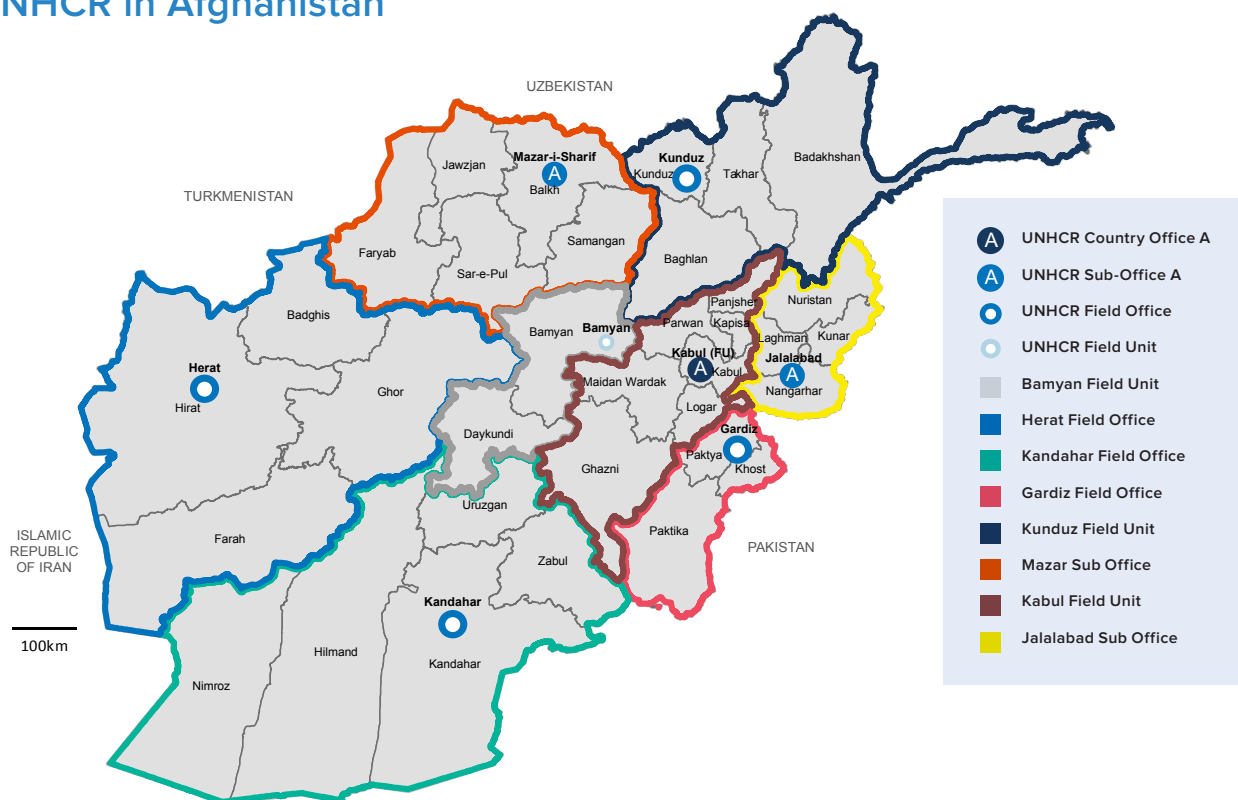 NHCR in Afghanistan
UZBEKISTAN
TURKMENISTAN
ISLAMIC
REPUBLIC
OF IRAN
PAKISTAN
100km
Jawzjan
Mazar-i-Sharif
A
Balkh
Kunduz
Kunduz
Takhar
Badakhshan
Faryab
Sar-e-Pul
Samangan
Baghlan
Badghis
Bamyan
Bamyan
Panjsher
Parwan
Kapisa
Nuristan
Laghman
Kunar
Kabul (FU)
A
Kabul
Jalalabad
A
Nangarhar
Herat
Hirat
Ghor
Maidan Wardak
Logar
Daykundi
Ghazni
Gardiz
Paktya
Khost
Uruzgan
Paktika
Farah
Zabul
Kandahar
Kandahar
Hilmand
Nimroz
A UNHCR Country Office A
A UNHCR Sub-Office A
UNHCR Field Office
UNHCR Field Unit
Bamyan Field Unit
Herat Field Office
Kandahar Field Office
Gardiz Field Office
Kunduz Field Unit
Mazar Sub Office
Kabul Field Unit
Jalalabad Sub Office